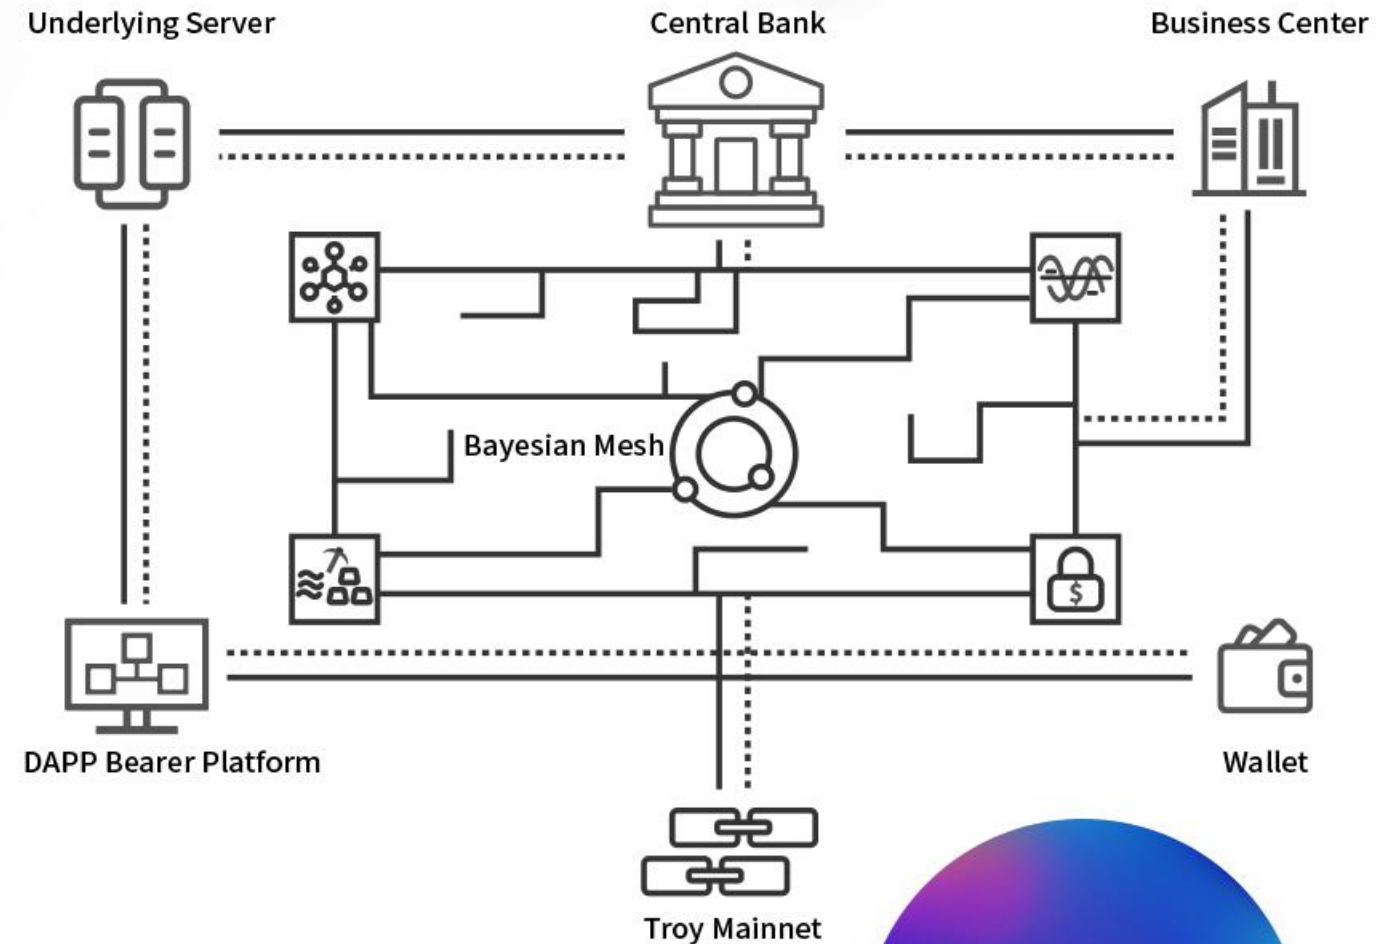 Underlying Server
Central Bank
Business Center
Bayesian Mesh
$
DAPP Bearer Platform
Wallet
Troy Mainnet